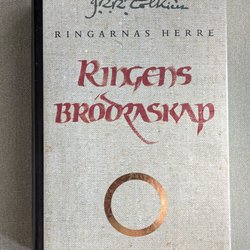 J.R.R. Tolkien
RINGARNAS HERRE
RINGENS
BRÖDRASKAP